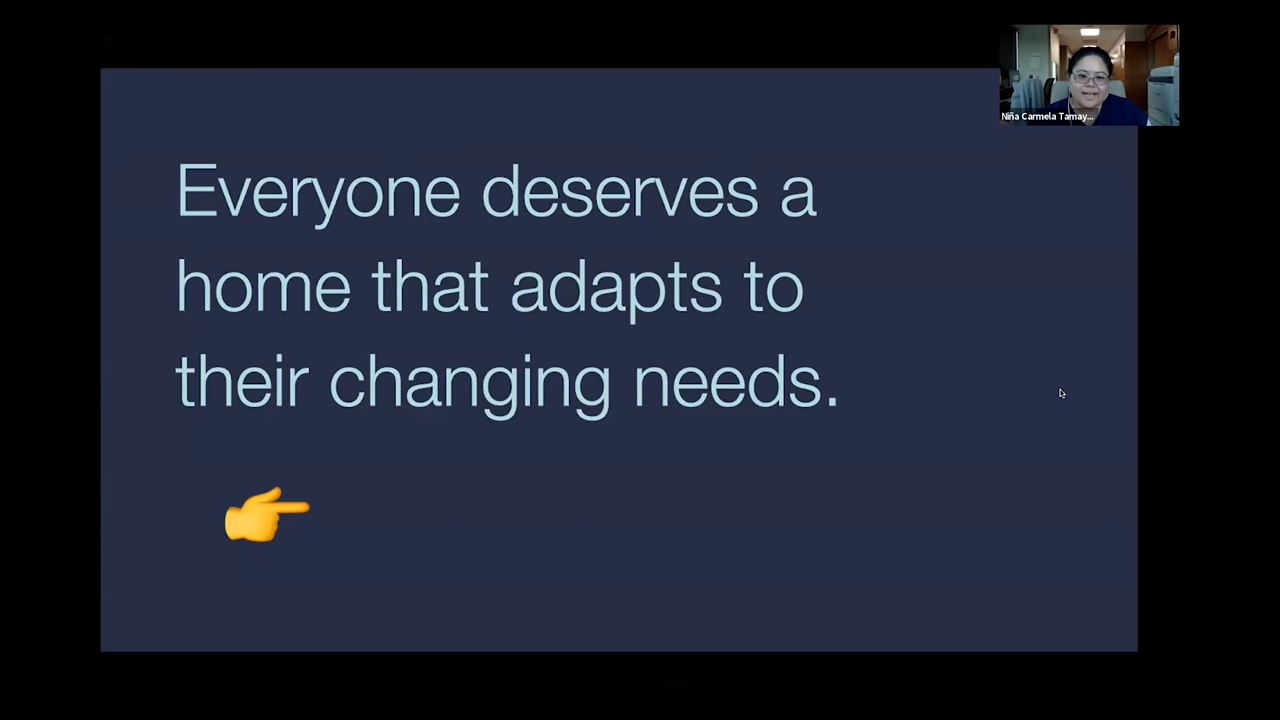 Niña Carmela Tamay...
Everyone deserves a
home that adapts to
their changing needs.